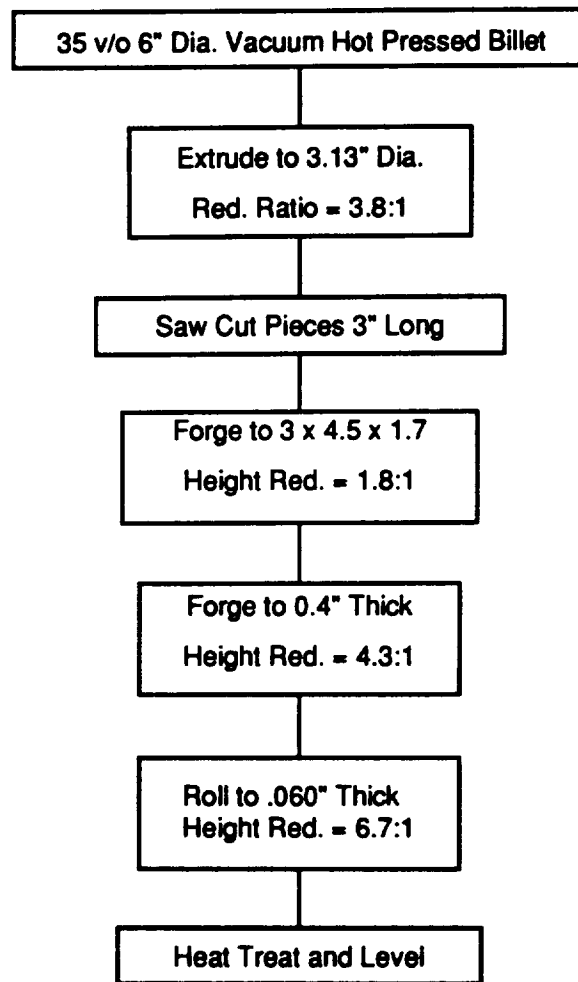 35 v/o 6" Dia. Vacuum Hot Pressed Billet
Extrude to 3.13" Dia.
Red. Ratio = 3.8:1
Saw Cut Pieces 3" Long
Forge to 3 x 4.5 x 1.7
Height Red. = 1.8:1
Forge to 0.4" Thick
Height Red. = 4.3:1
Roll to .060" Thick
Height Red. = 6.7:1
Heat Treat and Level